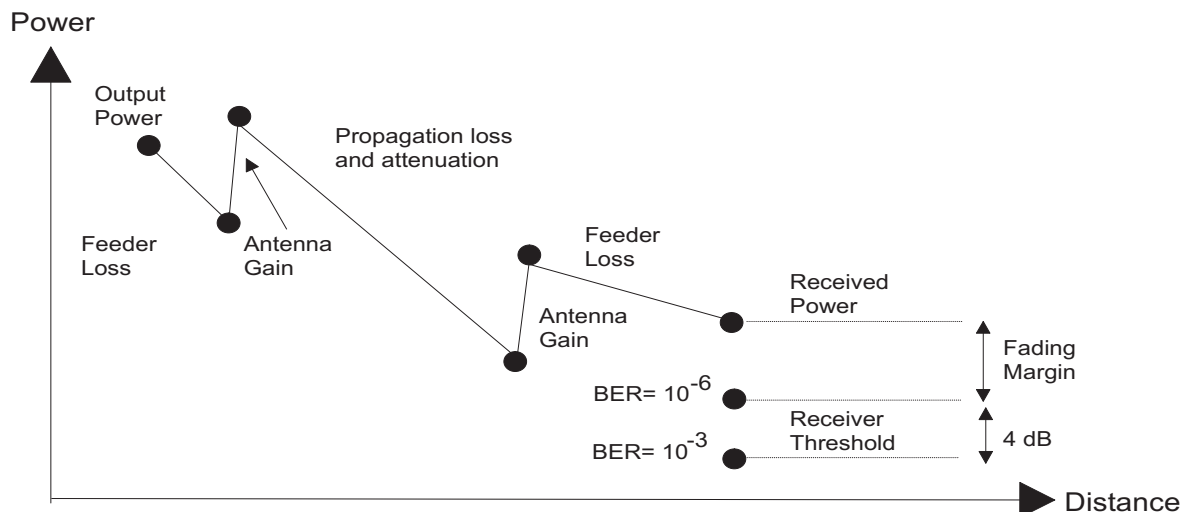 Power
Output
Power
Propagation loss
and attenuation
Feeder
Loss
Antenna
Gain
Feeder
Loss
Antenna
Gain
Received
Power
Fading
Margin
BER= 10^-6
Receiver
Threshold
4 dB
BER= 10^-3
Distance